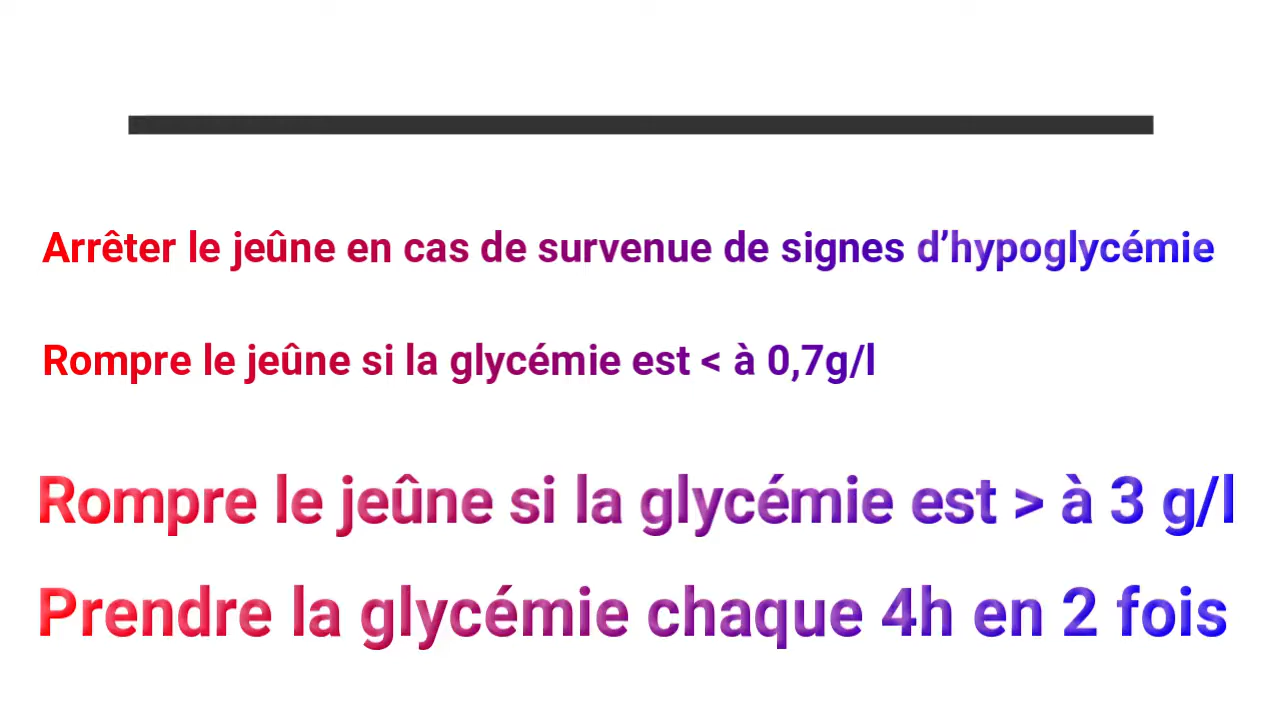 Arrêter le jeûne en cas de survenue de signes d’hypoglycémie
Rompre le jeûne si la glycémie est < à 0,7g/l
Rompre le jeûne si la glycémie est > à 3 g/l
Prendre la glycémie chaque 4h en 2 fois